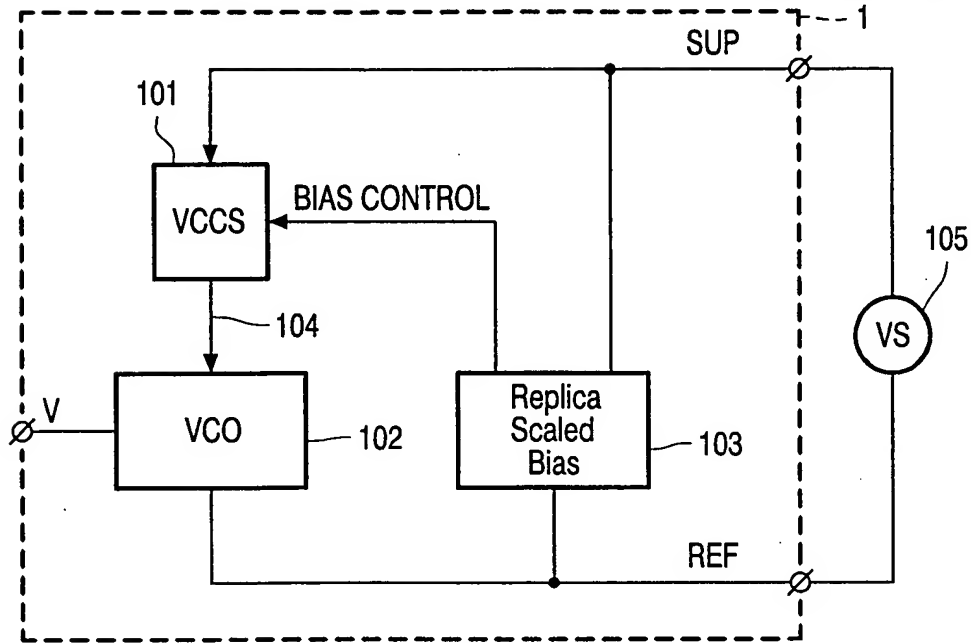 1
SUP
101
VCCS
BIAS CONTROL
105
VS
104
V
VCO
102
Replica
Scaled
Bias
103
REF